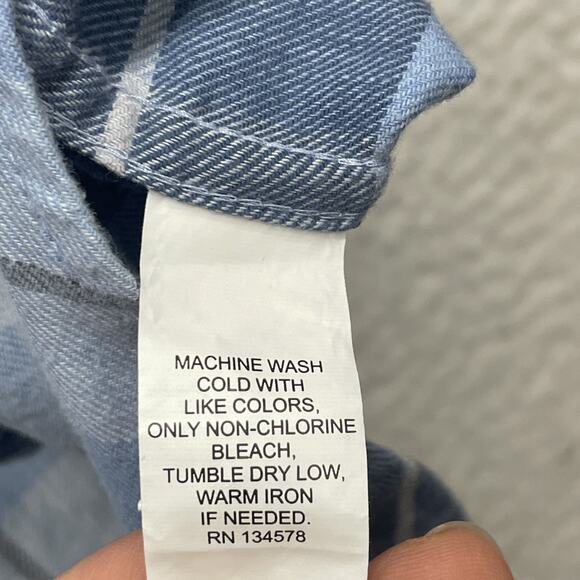 MACHINE WASH
COLD WITH
LIKE COLORS,
ONLY NON-CHLORINE
BLEACH,
TUMBLE DRY LOW,
WARM IRON
IF NEEDED.
RN 134578